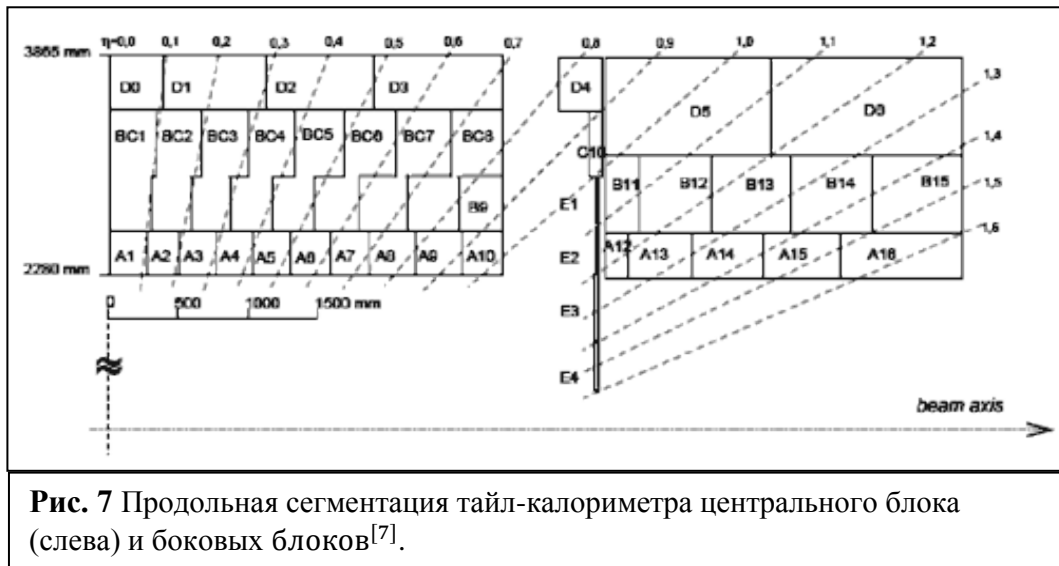 3865 mm η=0,0 0,1 0,2 0,3 0,4 0,5 0,6 0,7 0,8 0,9 1,0 1,1 1,2
D0 D1 D2 D3 D4 D5 D6 1,3
BC1 BC2 BC3 BC4 BC5 BC6 BC7 BC8 C10 1,4
B9 E1 B11 B12 B13 B14 B15 1,5
A1 A2 A3 A4 A5 A6 A7 A8 A9 A10 E2 A12 A13 A14 A15 A16 1,6
2280 mm
0 500 1000 1500 mm E3
E4
beam axis
Рис. 7 Продольная сегментация тайл-калориметра центрального блока
(слева) и боковых блоков[7].